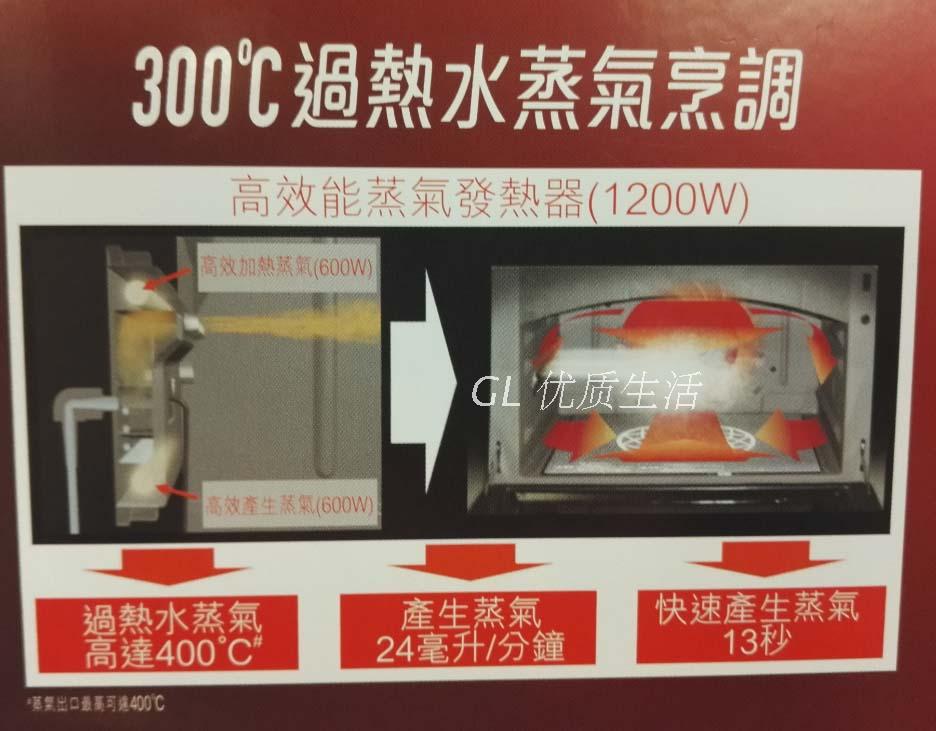 300°C過熱水蒸氣烹調
高效能蒸氣發熱器(1200W)
高效加熱蒸氣(600W)
GL 优质生活
高效產生蒸氣(600W)
過熱水蒸氣
高達400°C#
產生蒸氣
24毫升/分鐘
快速產生蒸氣
13秒
#蒸氣出口最高可達400°C